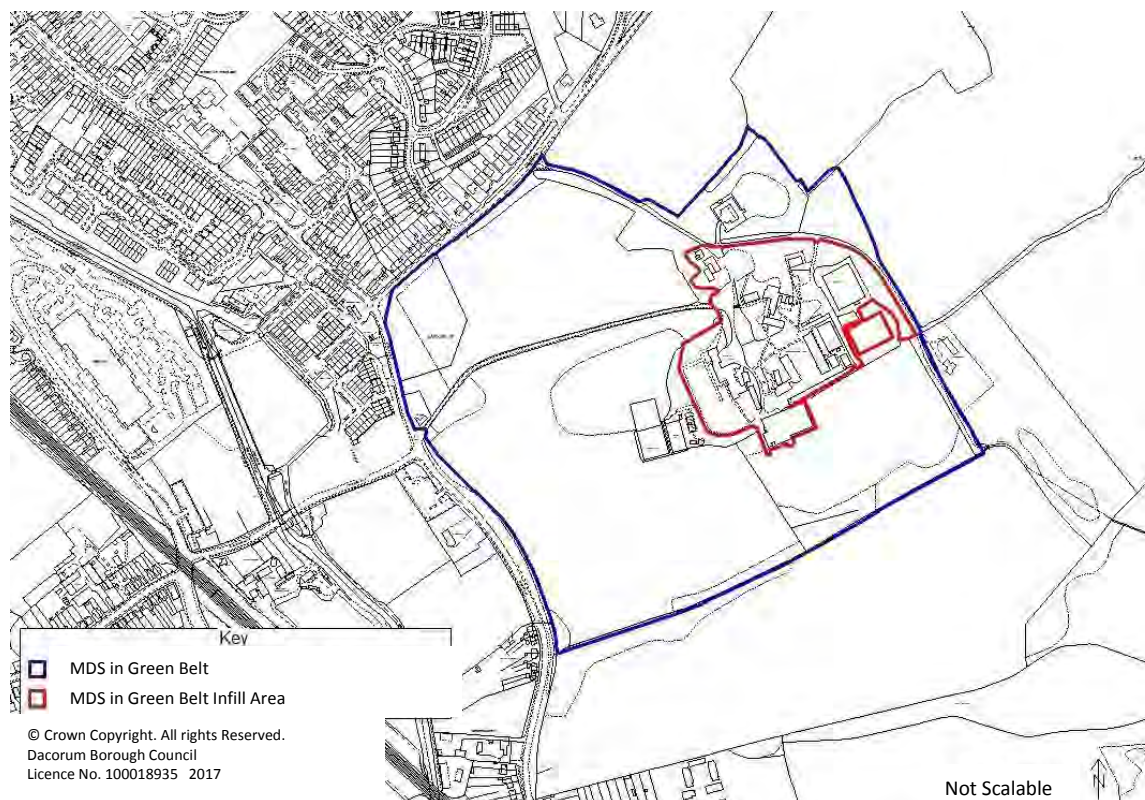 Key
MDS in Green Belt
MDS in Green Belt Infill Area
© Crown Copyright. All rights Reserved.
Dacorum Borough Council
Licence No. 100018935 2017
Not Scalable
N